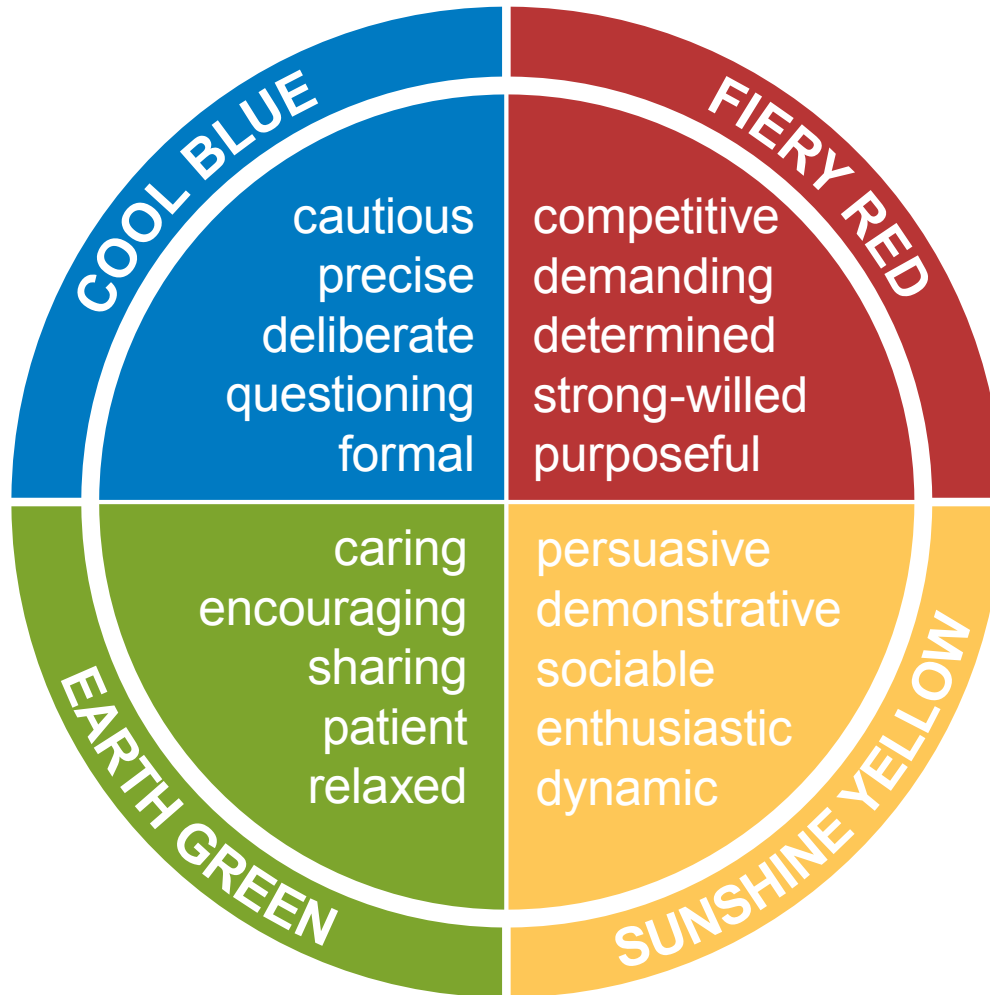 COOL BLUE
cautious
precise
deliberate
questioning
formal
FIERY RED
competitive
demanding
determined
strong-willed
purposeful
EARTH GREEN
caring
encouraging
sharing
patient
relaxed
SUNSHINE YELLOW
persuasive
demonstrative
sociable
enthusiastic
dynamic